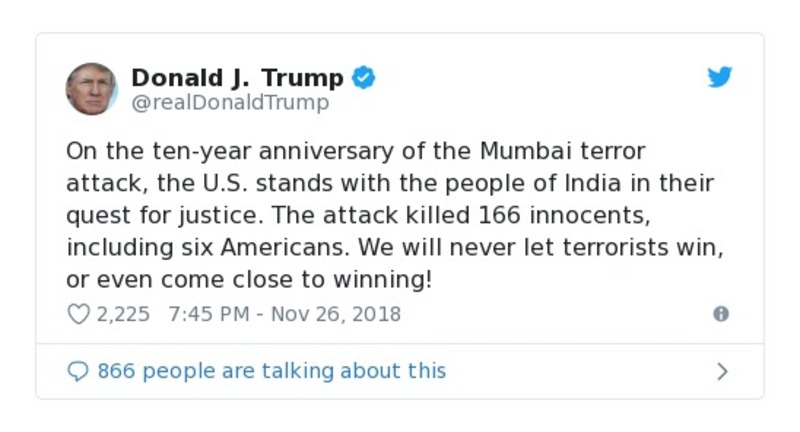 Donald J. Trump
@realDonaldTrump
On the ten-year anniversary of the Mumbai terror
attack, the U.S. stands with the people of India in their
quest for justice. The attack killed 166 innocents,
including six Americans. We will never let terrorists win,
or even come close to winning!
2,225 7:45 PM - Nov 26, 2018
866 people are talking about this